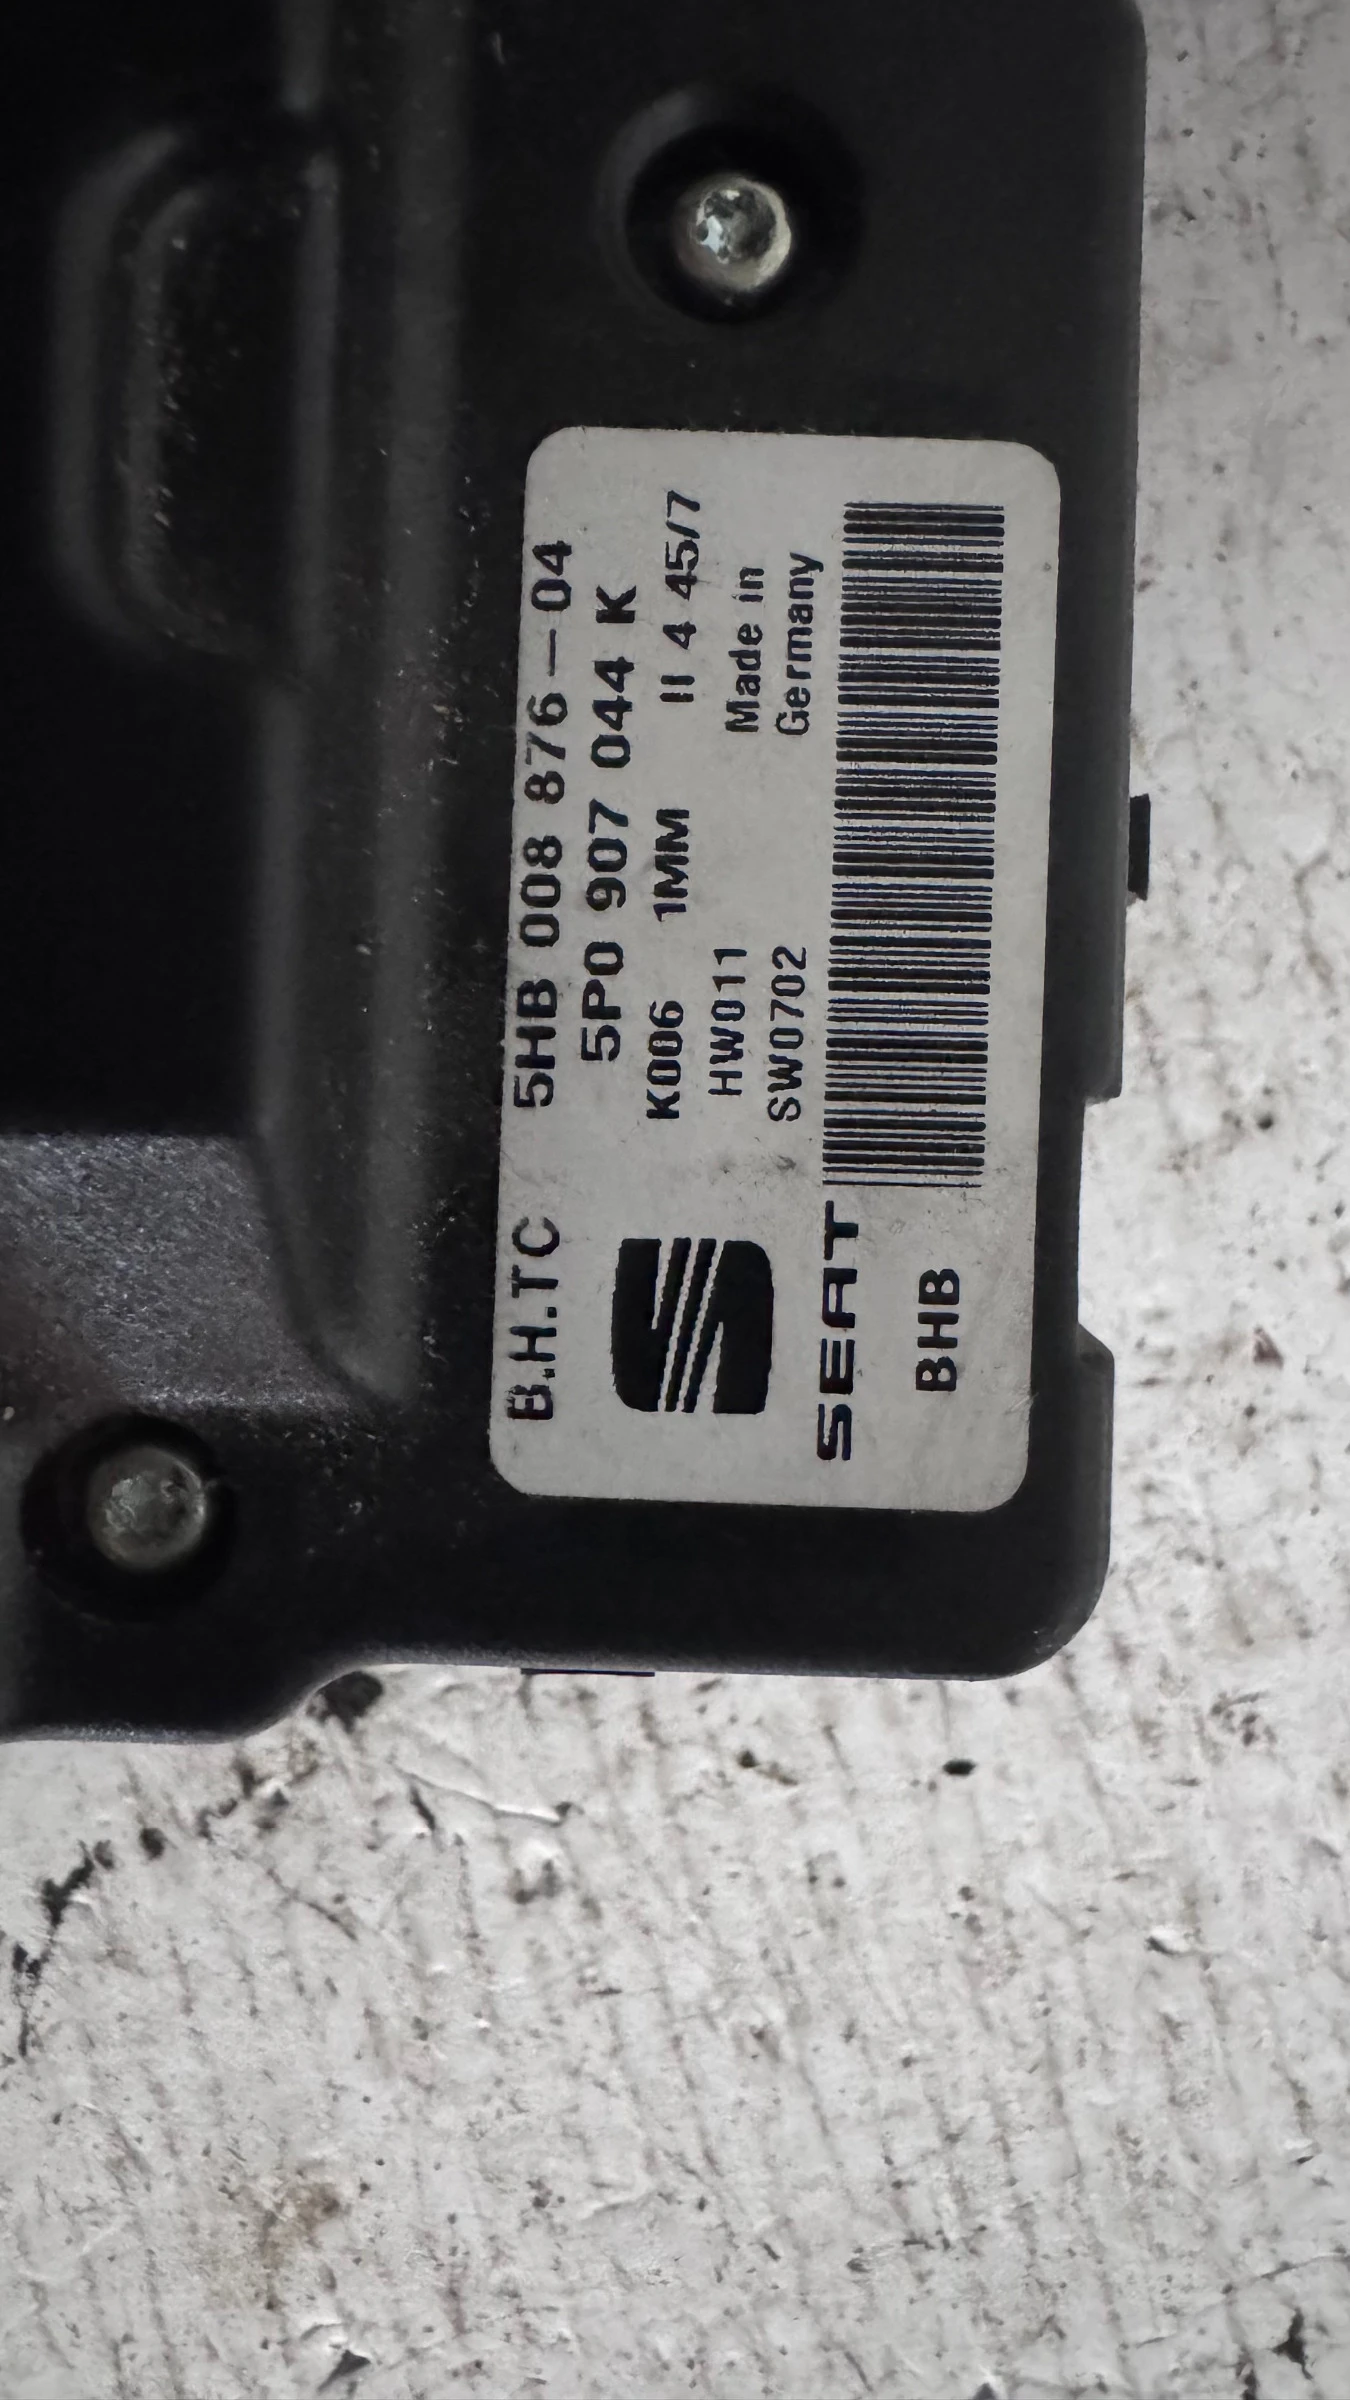 B.H.TC 5HB 008 876-04
5P0 907 044 K
K006 1MM II 4 45/7
HW011 Made in
SW0702 Germany
SEAT
BHB